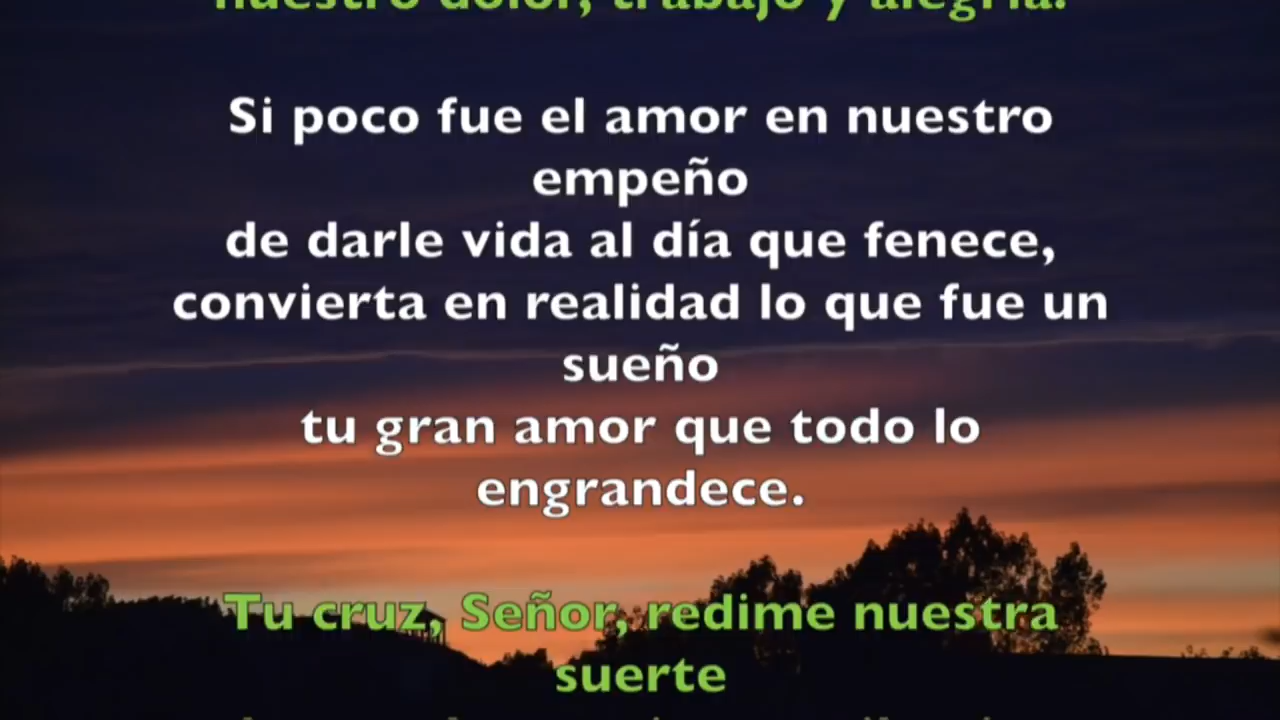 nuestro dolor, trabajo y alegría.
Si poco fue el amor en nuestro
empeño
de darle vida al día que fenece,
convierta en realidad lo que fue un
sueño
tu gran amor que todo lo
engrandece.
Tu cruz, Señor, redime nuestra
suerte